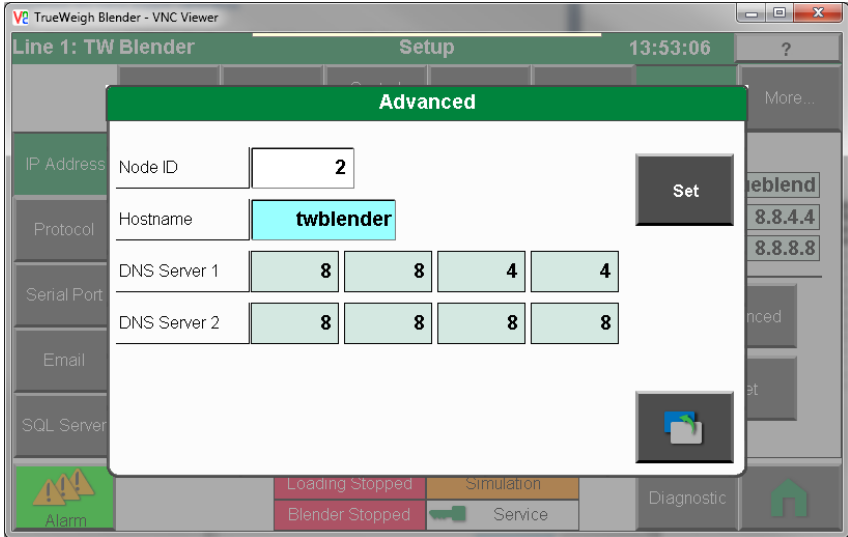 TrueWeigh Blender - VNC Viewer
Line 1: TW Blender Setup 13:53:06 ?
More...
Advanced
IP Address
Node ID 2
Set
8.8.4.4
Hostname twblender
Protocol
8.8.8.8
DNS Server 1 8 8 4 4
Serial Port
DNS Server 2 8 8 8 8
Email
SQL Server
Loading Stopped Simulation
Alarm
Blender Stopped Service
Diagnostic